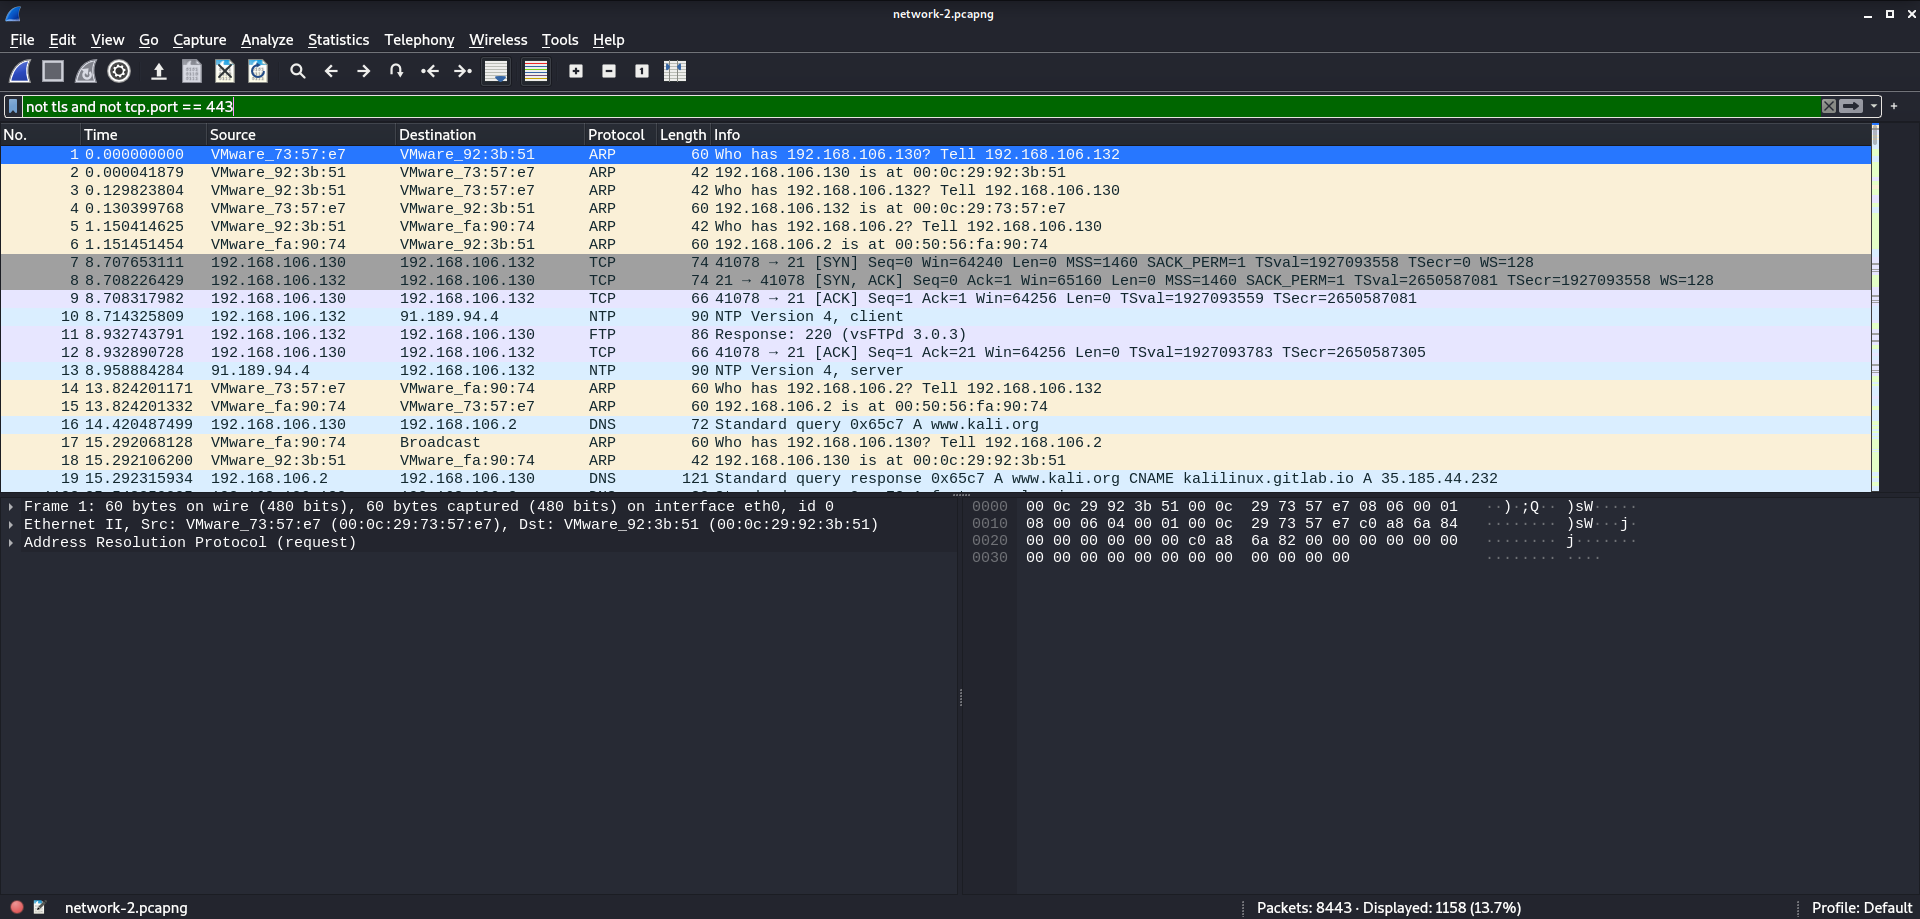 network-2.pcapng
File Edit View Go Capture Analyze Statistics Telephony Wireless Tools Help
not tls and not tcp.port == 443
No. Time Source Destination Protocol Length Info
1 0.000000000 VMware_73:57:e7 VMware_92:3b:51 ARP 60 Who has 192.168.106.130? Tell 192.168.106.132
2 0.000041879 VMware_92:3b:51 VMware_73:57:e7 ARP 42 192.168.106.130 is at 00:0c:29:92:3b:51
3 0.129823804 VMware_92:3b:51 VMware_73:57:e7 ARP 42 Who has 192.168.106.132? Tell 192.168.106.130
4 0.130399768 VMware_73:57:e7 VMware_92:3b:51 ARP 60 192.168.106.132 is at 00:0c:29:73:57:e7
5 1.150414625 VMware_92:3b:51 VMware_fa:90:74 ARP 42 Who has 192.168.106.2? Tell 192.168.106.130
6 1.151451454 VMware_fa:90:74 VMware_92:3b:51 ARP 60 192.168.106.2 is at 00:50:56:fa:90:74
7 8.707653111 192.168.106.130 192.168.106.132 TCP 74 41078 → 21 [SYN] Seq=0 Win=64240 Len=0 MSS=1460 SACK_PERM=1 TSval=1927093558 TSecr=0 WS=128
8 8.708226429 192.168.106.132 192.168.106.130 TCP 74 21 → 41078 [SYN, ACK] Seq=0 Ack=1 Win=65160 Len=0 MSS=1460 SACK_PERM=1 TSval=2650587081 TSecr=1927093558 WS=128
9 8.708317982 192.168.106.130 192.168.106.132 TCP 66 41078 → 21 [ACK] Seq=1 Ack=1 Win=64256 Len=0 TSval=1927093559 TSecr=2650587081
10 8.714325809 192.168.106.132 91.189.94.4 NTP 90 NTP Version 4, client
11 8.932743791 192.168.106.132 192.168.106.130 FTP 86 Response: 220 (vsFTPd 3.0.3)
12 8.932890728 192.168.106.130 192.168.106.132 TCP 66 41078 → 21 [ACK] Seq=1 Ack=21 Win=64256 Len=0 TSval=1927093783 TSecr=2650587305
13 8.958884284 91.189.94.4 192.168.106.132 NTP 90 NTP Version 4, server
14 13.824201171 VMware_73:57:e7 VMware_fa:90:74 ARP 60 Who has 192.168.106.2? Tell 192.168.106.132
15 13.824201332 VMware_fa:90:74 VMware_73:57:e7 ARP 60 192.168.106.2 is at 00:50:56:fa:90:74
16 14.420487499 192.168.106.130 192.168.106.2 DNS 72 Standard query 0x65c7 A www.kali.org
17 15.292068128 VMware_fa:90:74 Broadcast ARP 60 Who has 192.168.106.130? Tell 192.168.106.2
18 15.292106200 VMware_92:3b:51 VMware_fa:90:74 ARP 42 192.168.106.130 is at 00:0c:29:92:3b:51
19 15.292315934 192.168.106.2 192.168.106.130 DNS 121 Standard query response 0x65c7 A www.kali.org CNAME kalilinux.gitlab.io A 35.185.44.232
Frame 1: 60 bytes on wire (480 bits), 60 bytes captured (480 bits) on interface eth0, id 0
Ethernet II, Src: VMware_73:57:e7 (00:0c:29:73:57:e7), Dst: VMware_92:3b:51 (00:0c:29:92:3b:51)
Address Resolution Protocol (request)
0000 00 0c 29 92 3b 51 00 0c 29 73 57 e7 08 06 00 01 ··)·;Q·· )sW·····
0010 08 00 06 04 00 01 00 0c 29 73 57 e7 c0 a8 6a 84 ········ )sW···j·
0020 00 00 00 00 00 00 c0 a8 6a 82 00 00 00 00 00 00 ········ j·······
0030 00 00 00 00 00 00 00 00 00 00 00 00 ········ ····
network-2.pcapng
Packets: 8443 · Displayed: 1158 (13.7%)
Profile: Default